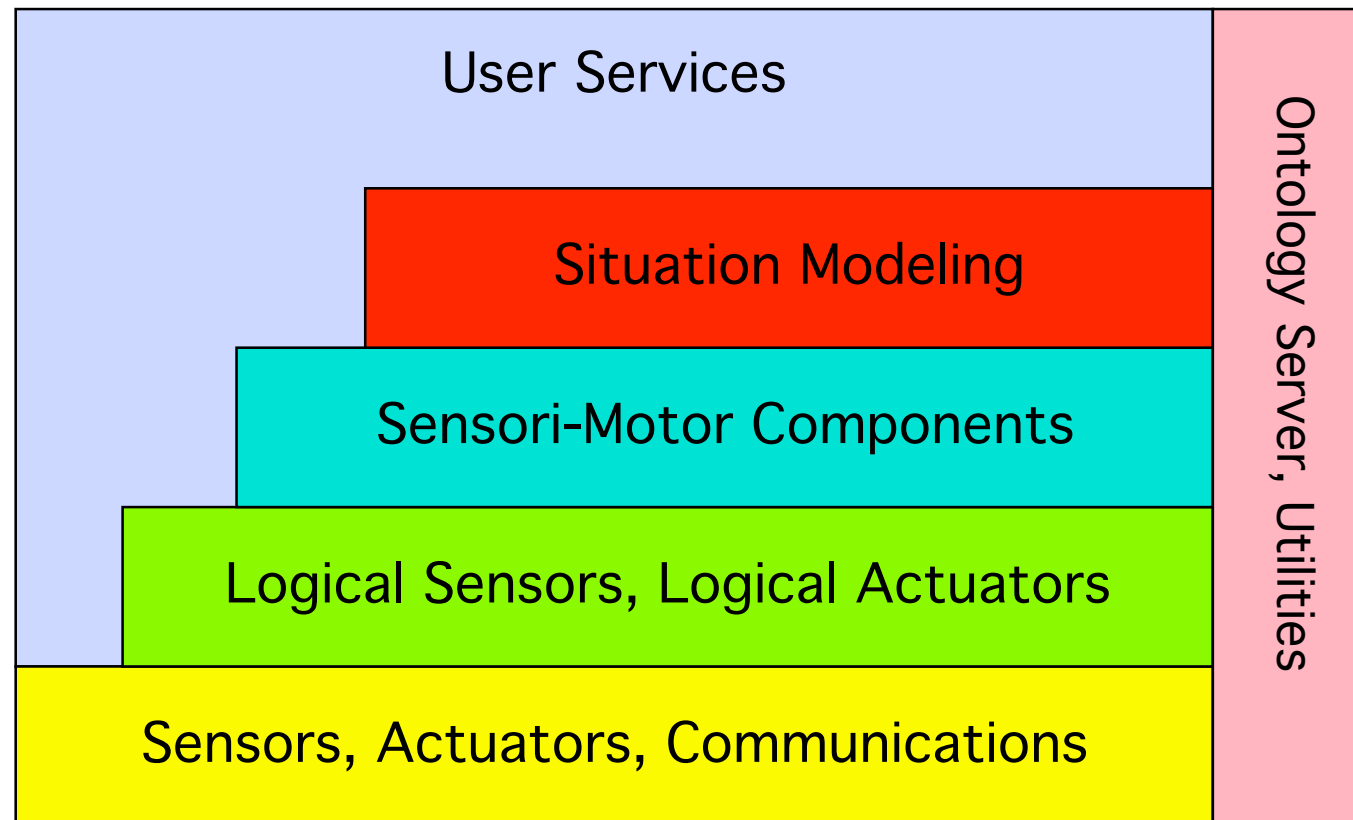 User Services
Situation Modeling
Sensori-Motor Components
Logical Sensors, Logical Actuators
Sensors, Actuators, Communications
Ontology Server, Utilities